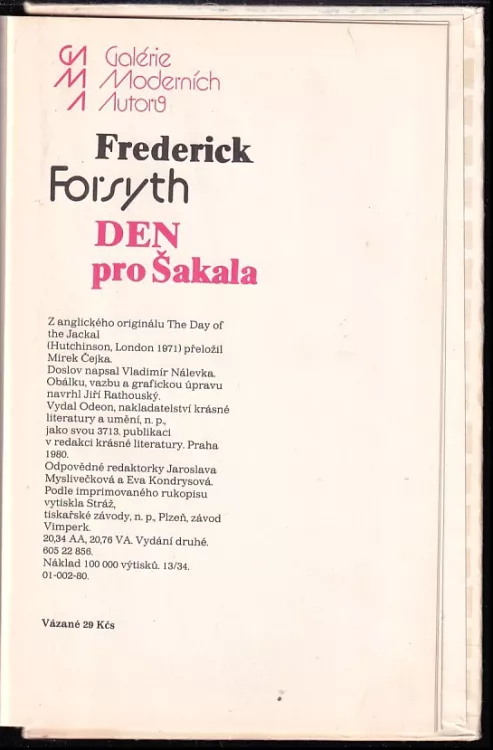 GA Galérie
M Moderních
A Autorů
Frederick
Forsyth
DEN
pro Šakala
Z anglického originálu The Day of
the Jackal
(Hutchinson, London 1971) přeložil
Mirek Čejka.
Doslov napsal Vladimír Nálevka.
Obálku, vazbu a grafickou úpravu
navrhl Jiří Rathouský.
Vydal Odeon, nakladatelství krásné
literatury a umění, n. p.,
jako svou 3713. publikaci
v redakci krásné literatury. Praha
1980.
Odpovědné redaktorky Jaroslava
Myslivečková a Eva Kondrysová.
Podle imprimovaného rukopisu
vytiskla Stráž,
tiskařské závody, n. p., Plzeň, závod
Vimperk.
20,34 AA, 20,76 VA. Vydání druhé.
605 22 856.
Náklad 100 000 výtisků. 13/34.
01-002-80.
Vázané 29 Kčs